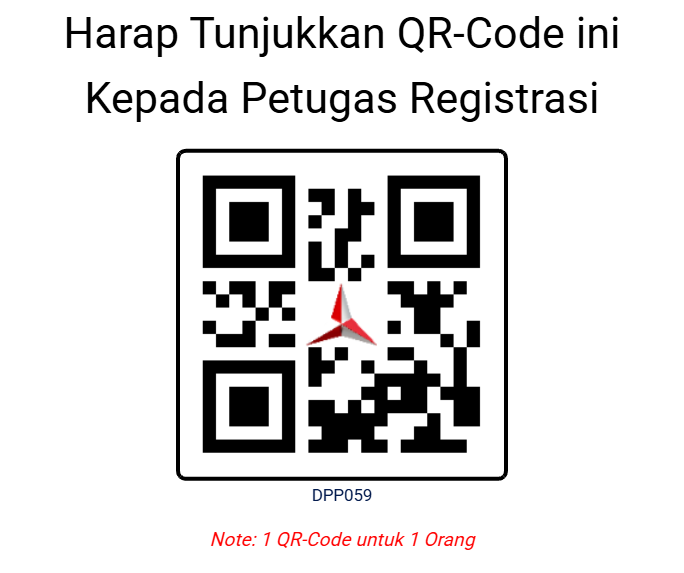 Harap Tunjukkan QR-Code ini
Kepada Petugas Registrasi
DPP059
Note: 1 QR-Code untuk 1 Orang